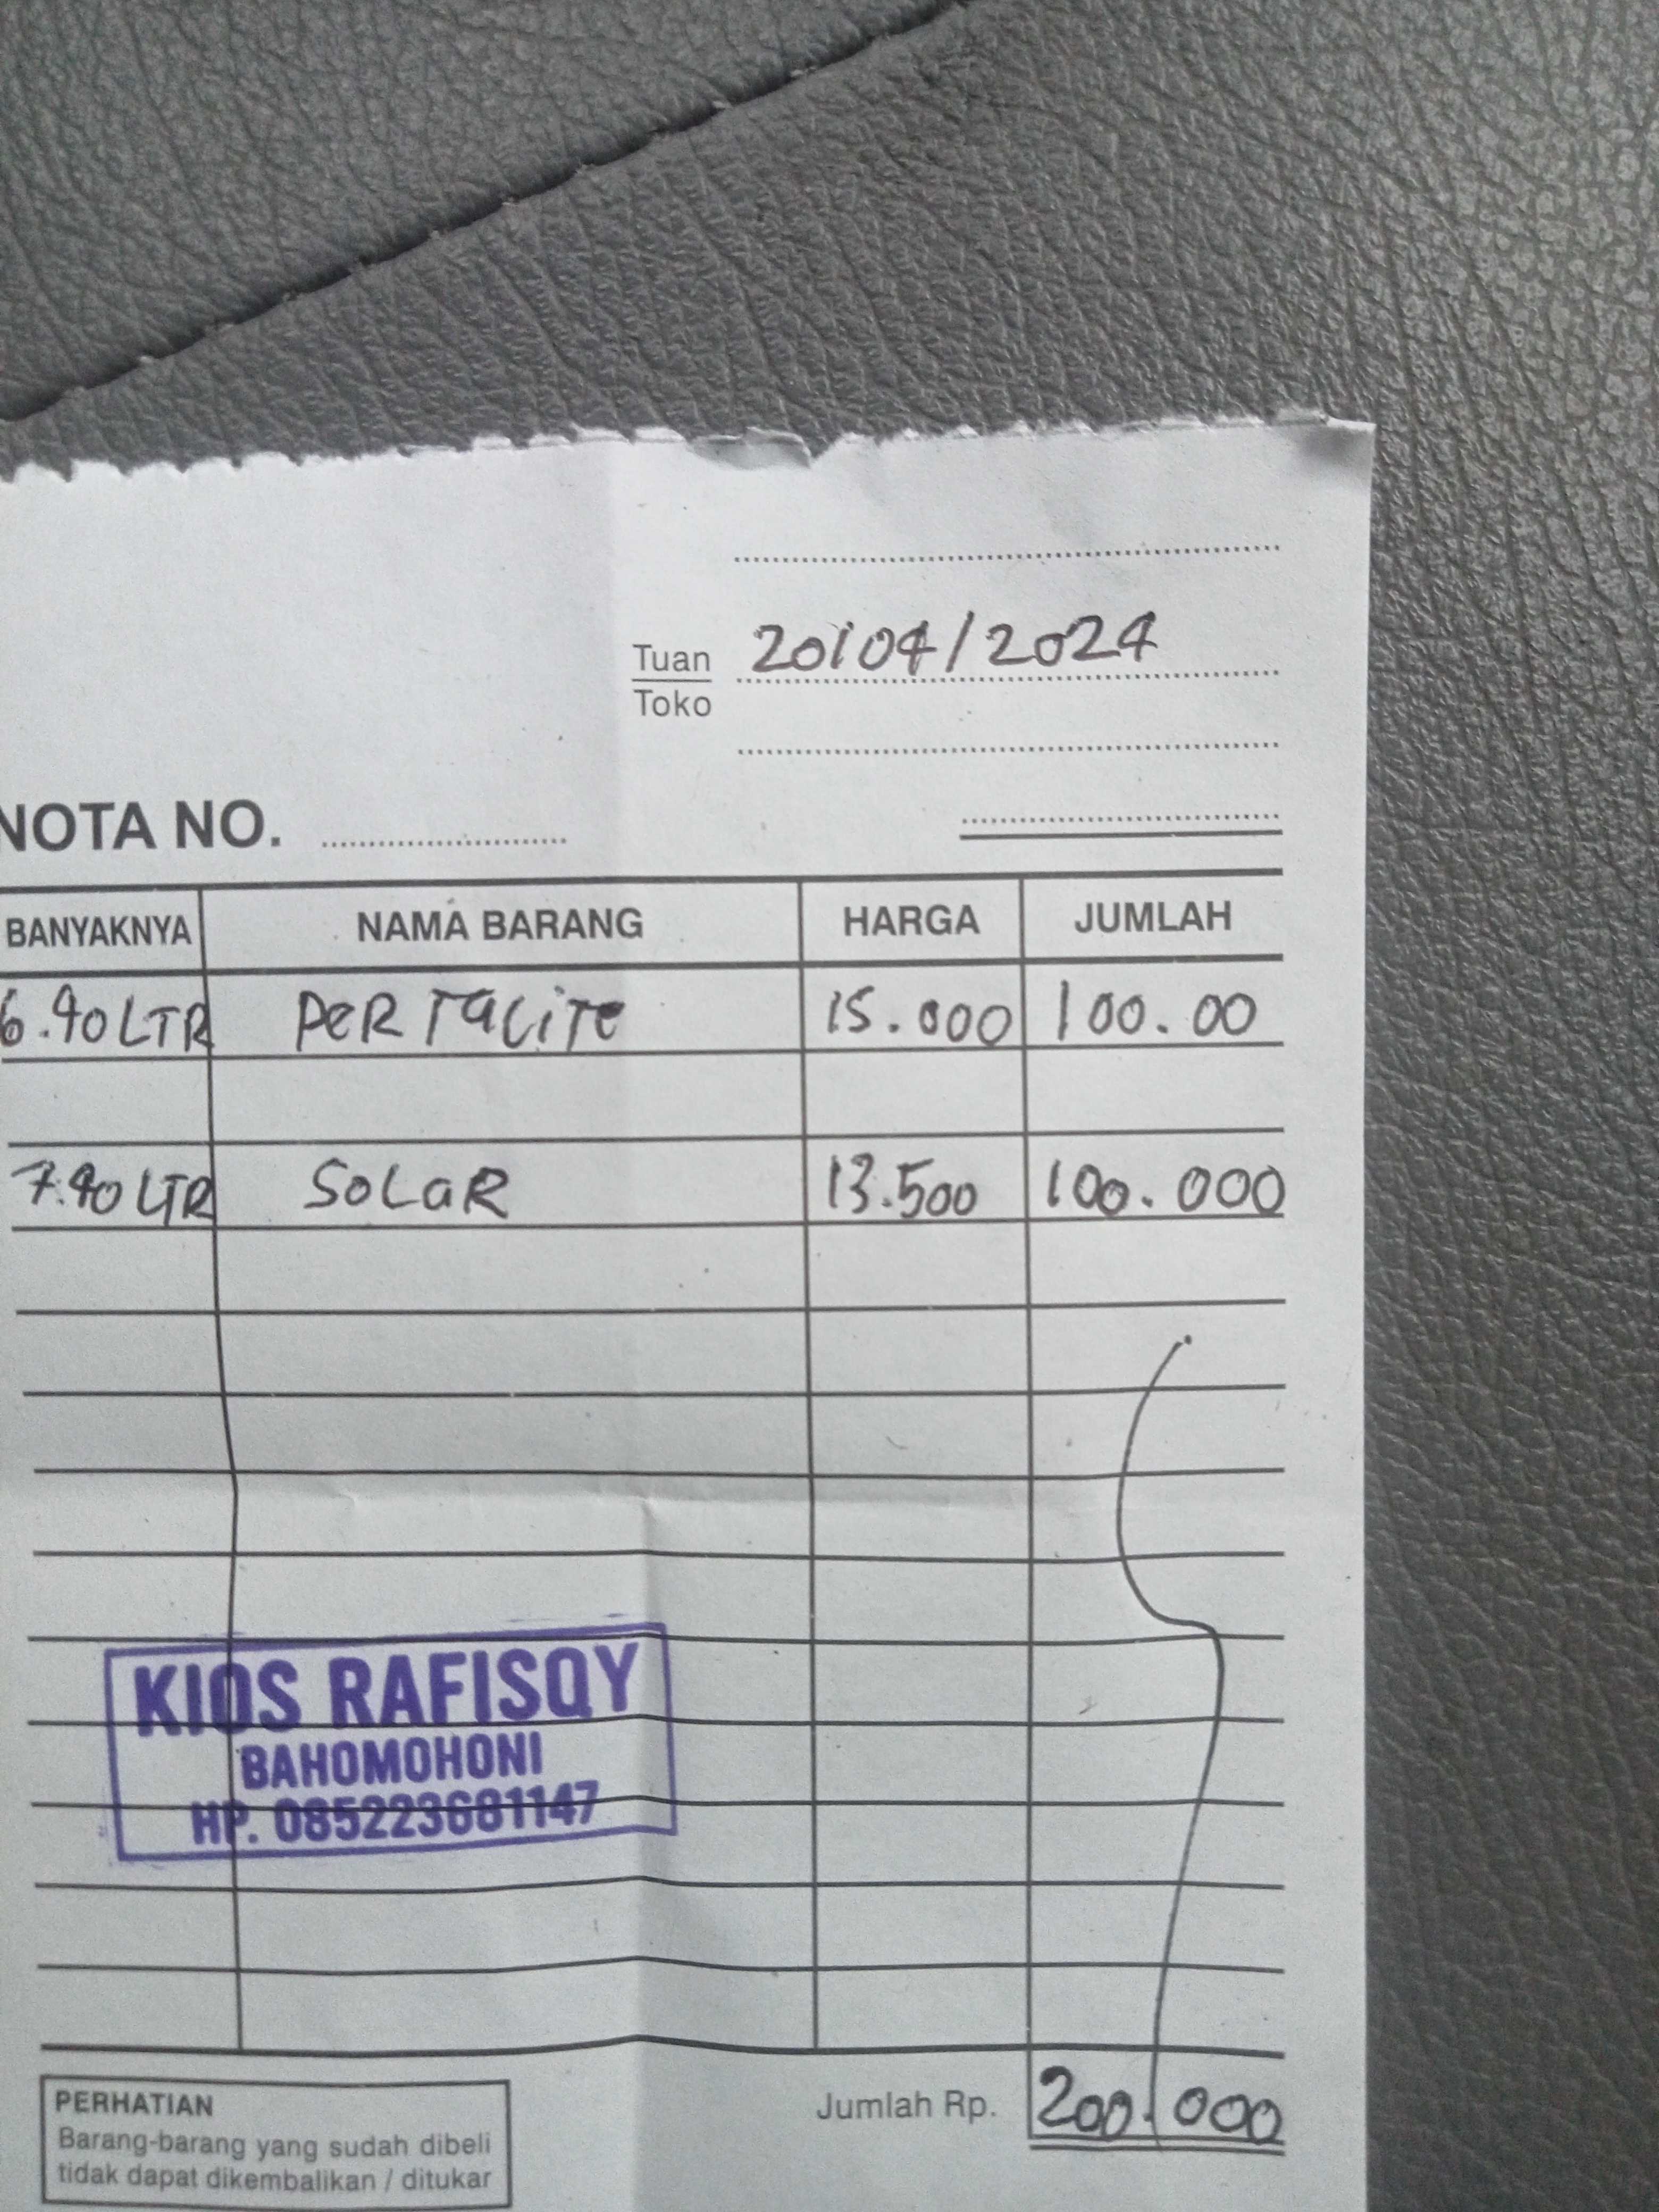 Tuan 20/04/2024
Toko
NOTA NO.
BANYAKNYA NAMA BARANG HARGA JUMLAH
6.40 LTR PERTALITE 15.000 100.00
7.40 LTR SOLAR 13.500 100.000
KIOS RAFISQY
BAHOMOHONI
HP. 085223681147
Jumlah Rp. 200.000
PERHATIAN
Barang-barang yang sudah dibeli
tidak dapat dikembalikan / ditukar